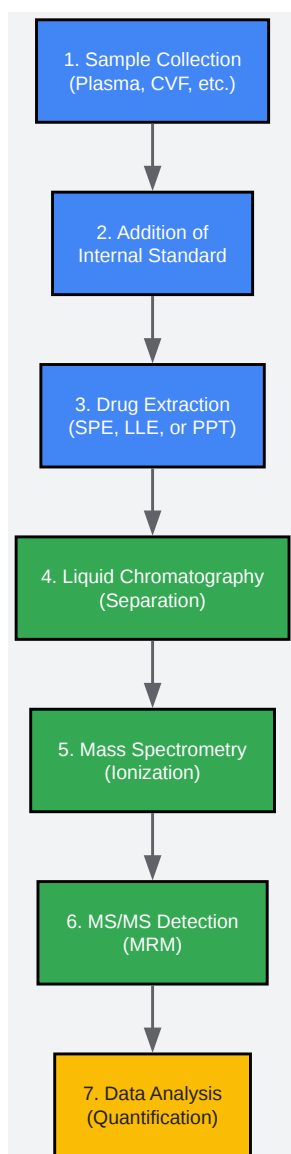 1. Sample Collection
(Plasma, CVF, etc.)
2. Addition of
Internal Standard
3. Drug Extraction
(SPE, LLE, or PPT)
4. Liquid Chromatography
(Separation)
5. Mass Spectrometry
(Ionization)
6. MS/MS Detection
(MRM)
7. Data Analysis
(Quantification)